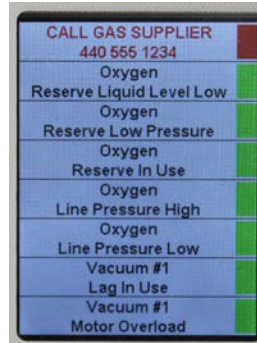 CALL GAS SUPPLIER
440 555 1234
Oxygen
Reserve Liquid Level Low
Oxygen
Reserve Low Pressure
Oxygen
Reserve In Use
Oxygen
Line Pressure High
Oxygen
Line Pressure Low
Vacuum #1
Lag In Use
Vacuum #1
Motor Overload